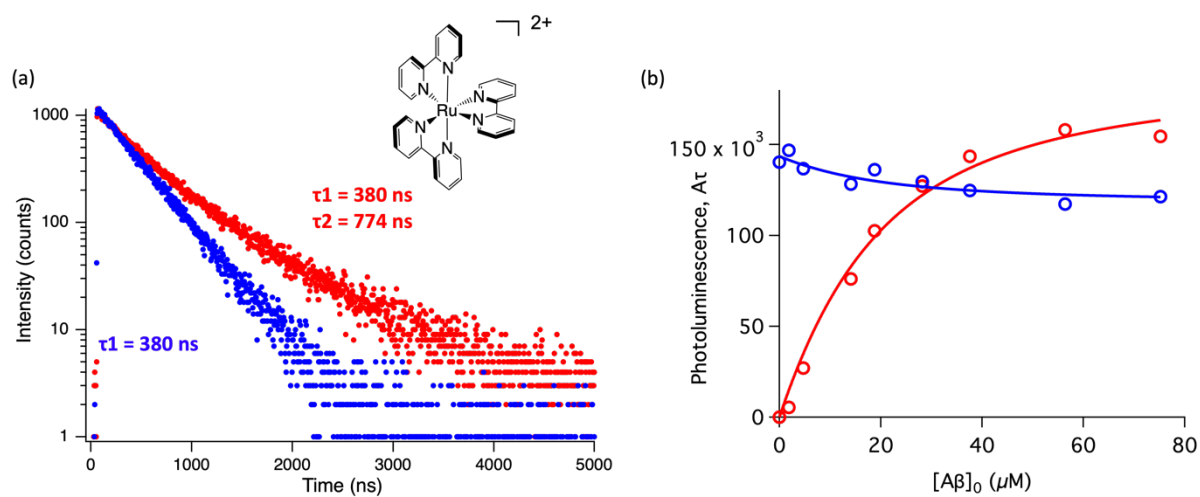 (a)
2+
N
N
N
Ru
N
N
N
Intensity (counts)
1000
100
10
1
τ1 = 380 ns
τ2 = 774 ns
τ1 = 380 ns
0
1000
2000
3000
4000
5000
Time (ns)
(b)
Photoluminescence, Aτ
150 x 10³
100
50
0
0
20
40
60
80
[Aβ]₀ (μM)